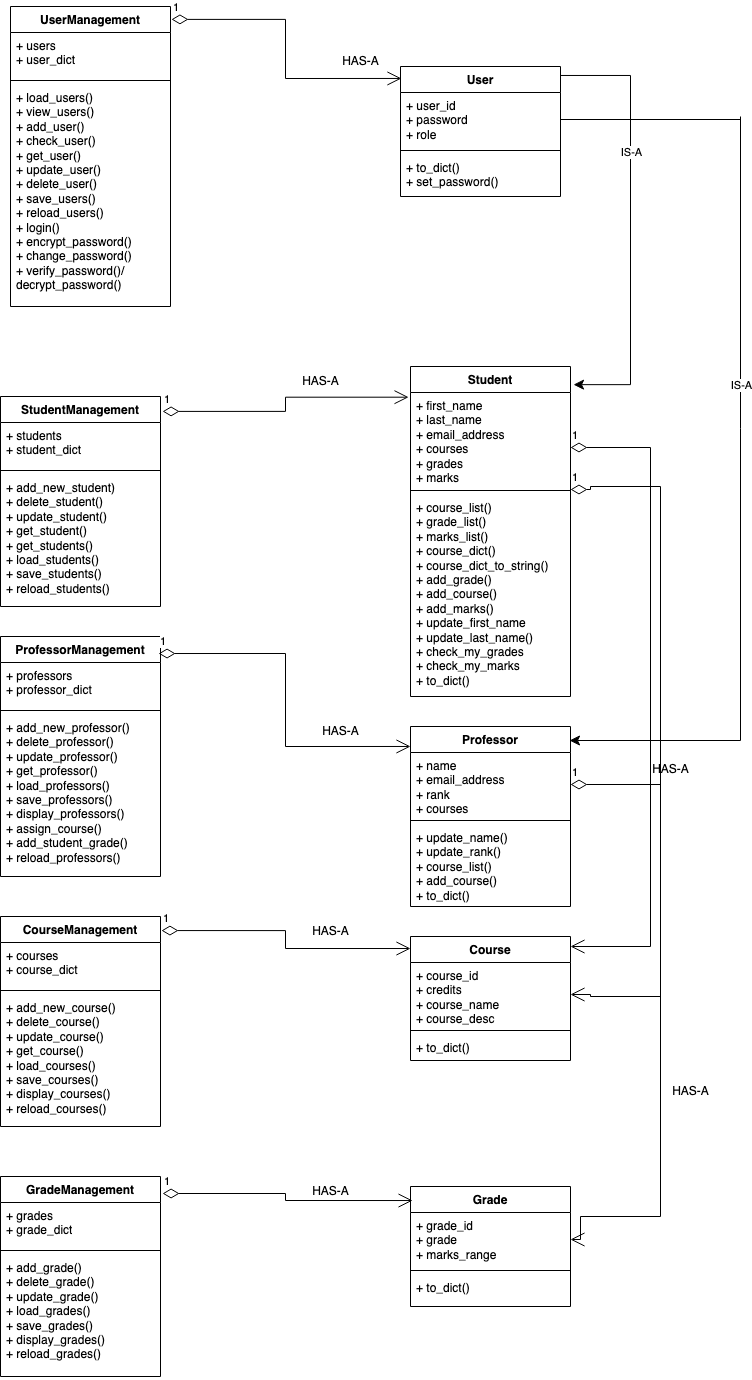 1
UserManagement
+ users
+ user_dict
+ load_users()
+ view_users()
+ add_user()
+ check_user()
+ get_user()
+ update_user()
+ delete_user()
+ save_users()
+ reload_users()
+ login()
+ encrypt_password()
+ change_password()
+ verify_password()/
decrypt_password()
HAS-A
User
+ user_id
+ password
+ role
+ to_dict()
+ set_password()
IS-A
IS-A
1
StudentManagement
+ students
+ student_dict
+ add_new_student)
+ delete_student()
+ update_student()
+ get_student()
+ get_students()
+ load_students()
+ save_students()
+ reload_students()
HAS-A
Student
+ first_name
+ last_name
+ email_address
+ courses
+ grades
+ marks
+ course_list()
+ grade_list()
+ marks_list()
+ course_dict()
+ course_dict_to_string()
+ add_grade()
+ add_course()
+ add_marks()
+ update_first_name
+ update_last_name()
+ check_my_grades
+ check_my_marks
+ to_dict()
1
1
1
ProfessorManagement
+ professors
+ professor_dict
+ add_new_professor()
+ delete_professor()
+ update_professor()
+ get_professor()
+ load_professors()
+ save_professors()
+ display_professors()
+ assign_course()
+ add_student_grade()
+ reload_professors()
HAS-A
Professor
+ name
+ email_address
+ rank
+ courses
+ update_name()
+ update_rank()
+ course_list()
+ add_course()
+ to_dict()
1
HAS-A
1
CourseManagement
+ courses
+ course_dict
+ add_new_course()
+ delete_course()
+ update_course()
+ get_course()
+ load_courses()
+ save_courses()
+ display_courses()
+ reload_courses()
HAS-A
Course
+ course_id
+ credits
+ course_name
+ course_desc
+ to_dict()
HAS-A
1
GradeManagement
+ grades
+ grade_dict
+ add_grade()
+ delete_grade()
+ update_grade()
+ load_grades()
+ save_grades()
+ display_grades()
+ reload_grades()
HAS-A
Grade
+ grade_id
+ grade
+ marks_range
+ to_dict()